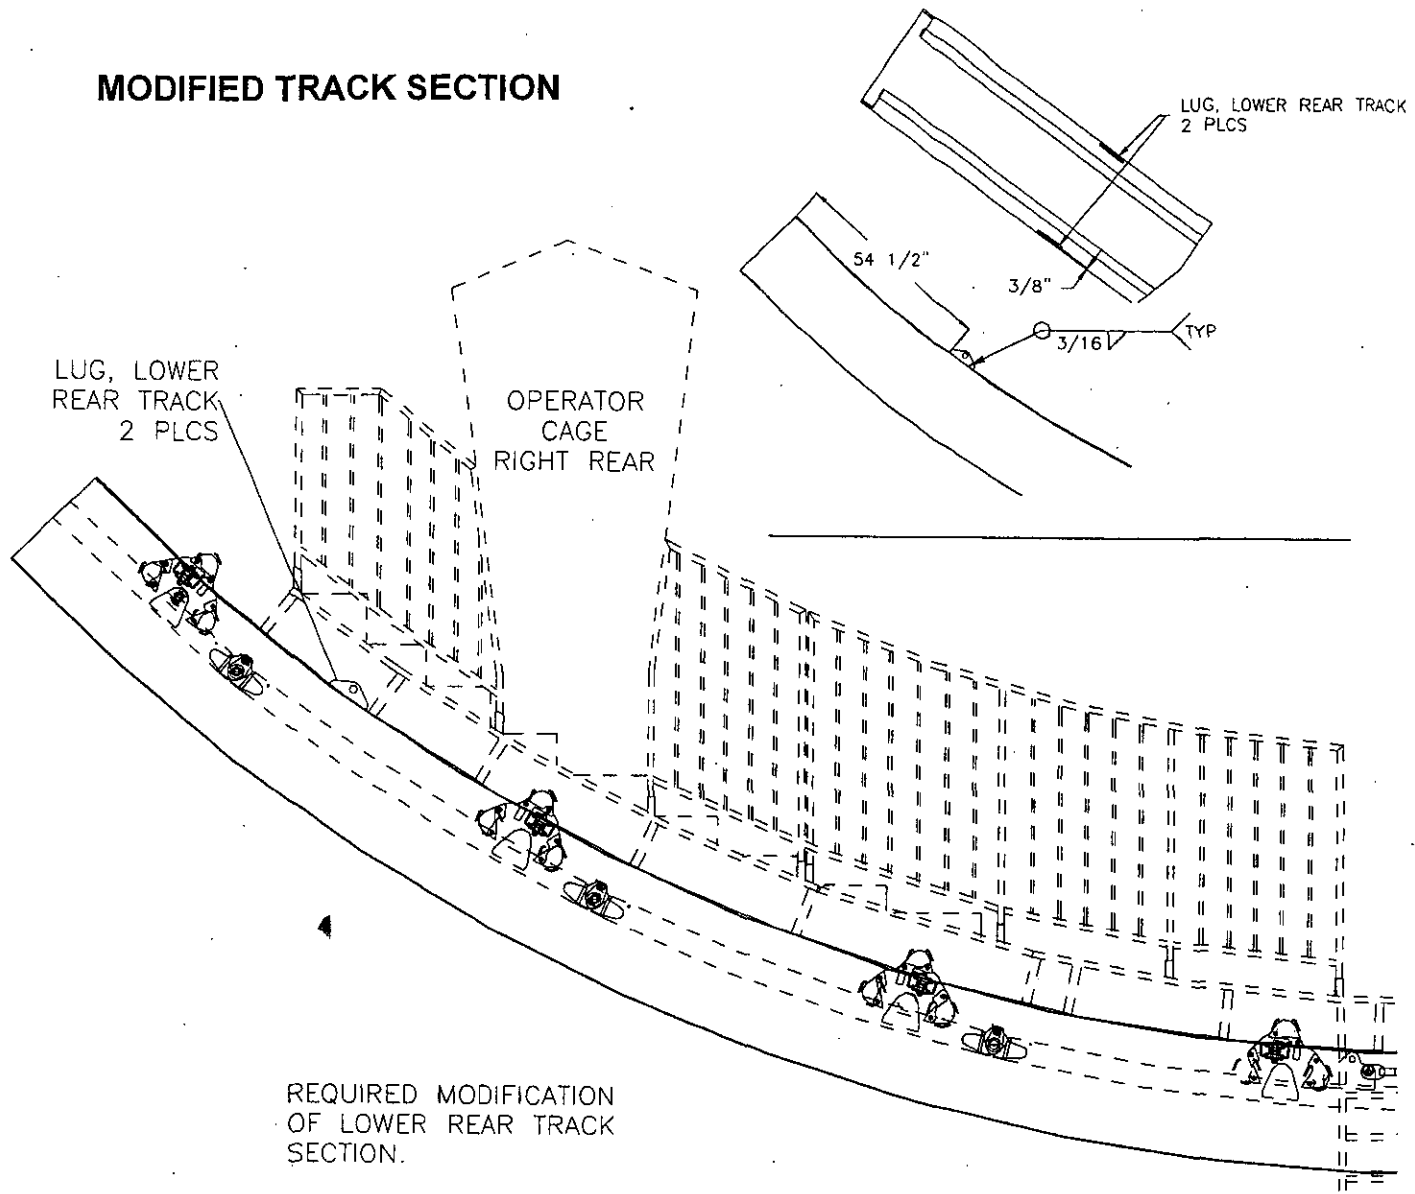 MODIFIED TRACK SECTION
LUG, LOWER REAR TRACK
2 PLCS
54 1/2"
3/8"
3/16
TYP
LUG, LOWER
REAR TRACK
2 PLCS
OPERATOR
CAGE
RIGHT REAR
REQUIRED MODIFICATION
OF LOWER REAR TRACK
SECTION.